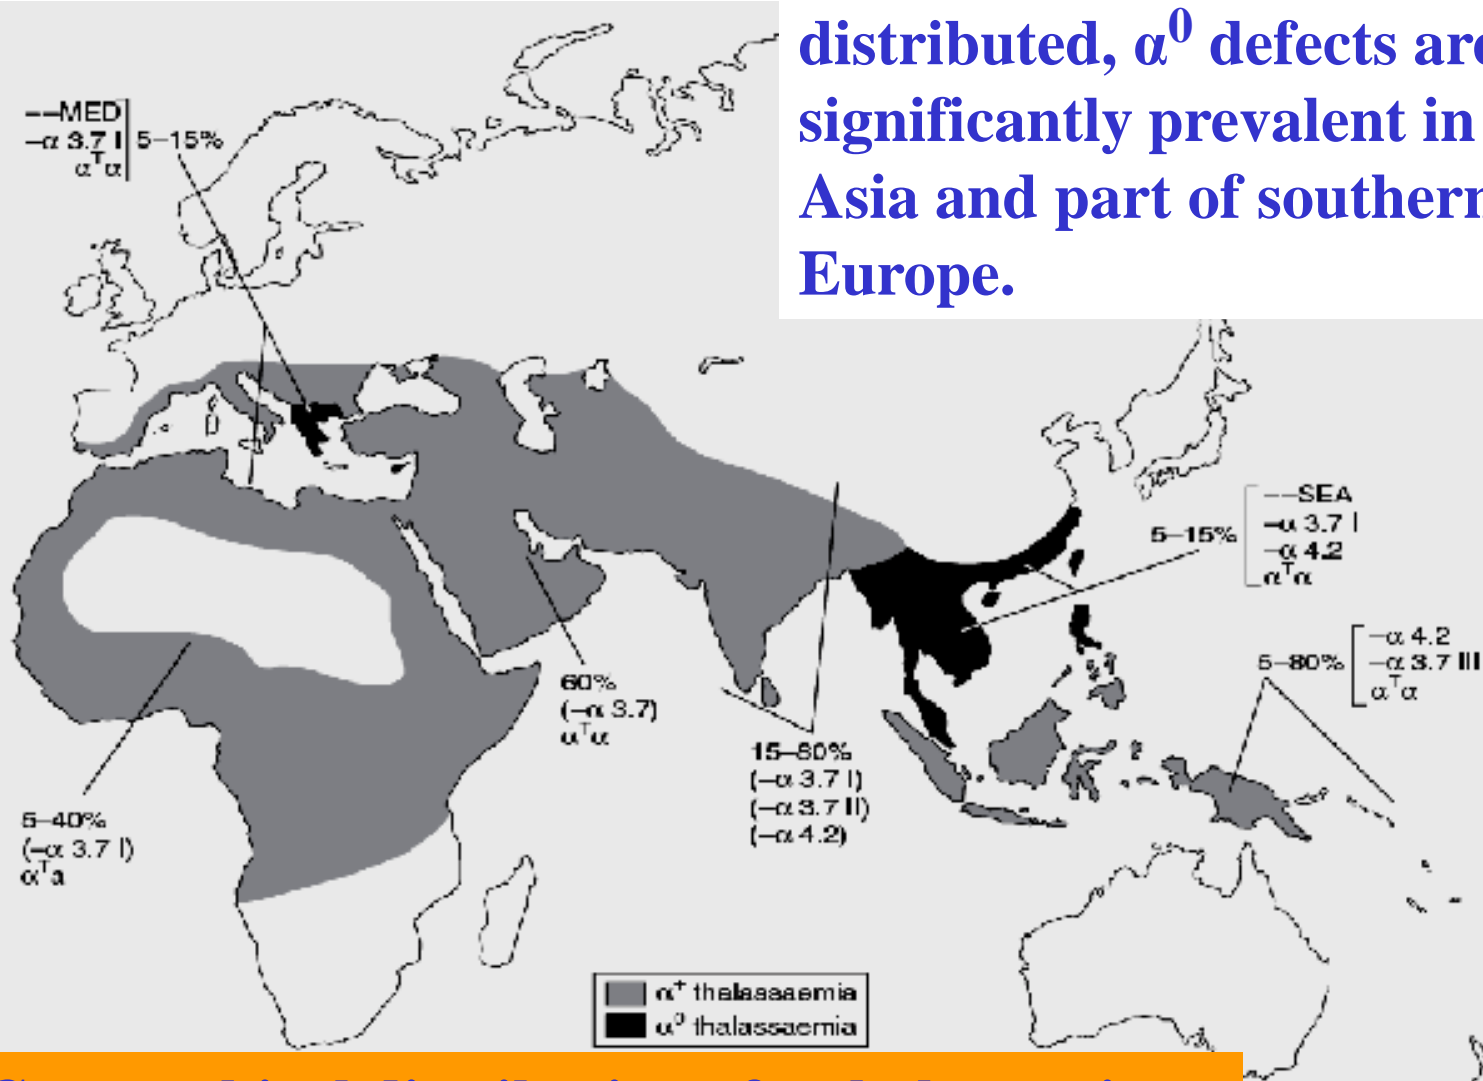 distributed, α⁰ defects are
significantly prevalent in
Asia and part of southern
Europe.
--MED
-α 3.7 I
αᵀα
5–15%
--SEA
-α 3.7 I
-α 4.2
αᵀα
5–15%
-α 4.2
-α 3.7 III
αᵀα
5–80%
60%
(-α 3.7)
αᵀα
15–80%
(-α 3.7 I)
(-α 3.7 II)
(-α 4.2)
5–40%
(-α 3.7 I)
αᵀa
α⁺ thalassaemia
α⁰ thalassaemia